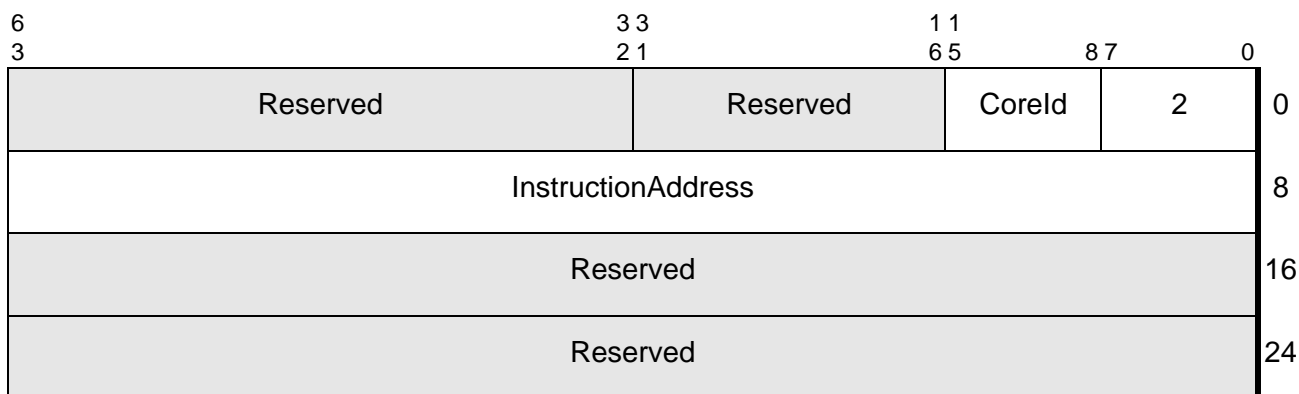 6 3 3 1 1
3 2 1 6 5 8 7 0
Reserved Reserved CoreId 2 0
InstructionAddress 8
Reserved 16
Reserved 24